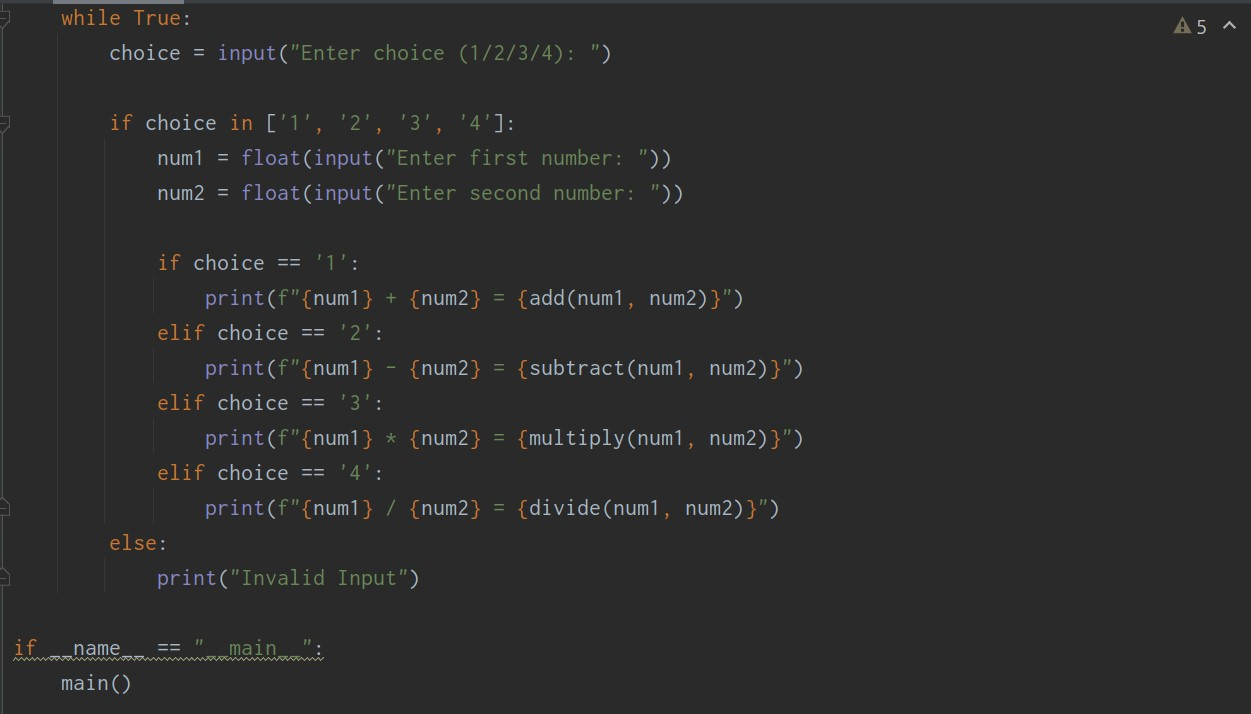 while True:
5
choice = input("Enter choice (1/2/3/4): ")
if choice in ['1', '2', '3', '4']:
num1 = float(input("Enter first number: "))
num2 = float(input("Enter second number: "))
if choice == '1':
print(f"{num1} + {num2} = {add(num1, num2)}")
elif choice == '2':
print(f"{num1} - {num2} = {subtract(num1, num2)}")
elif choice == '3':
print(f"{num1} * {num2} = {multiply(num1, num2)}")
elif choice == '4':
print(f"{num1} / {num2} = {divide(num1, num2)}")
else:
print("Invalid Input")
if __name__ == "__main__":
main()